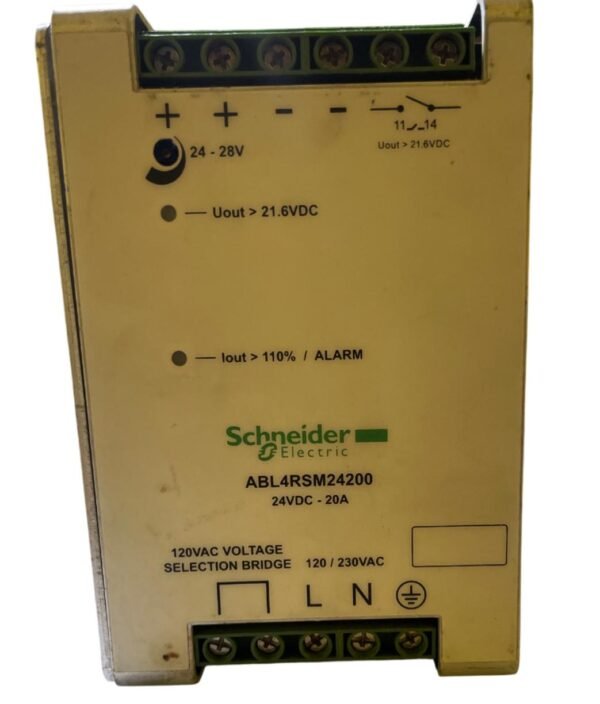 + + - -
11 14
24 - 28V
Uout > 21.6VDC
Uout > 21.6VDC
Iout > 110% / ALARM
Schneider
Electric
ABL4RSM24200
24VDC - 20A
120VAC VOLTAGE
SELECTION BRIDGE 120 / 230VAC
L N